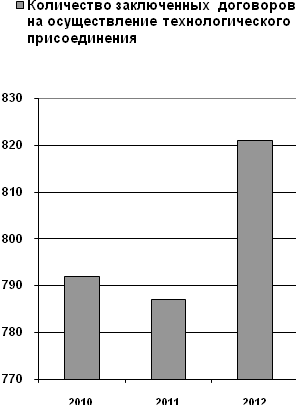 Количество заключенных договоров
на осуществление технологического
присоединения
830
820
810
800
790
780
770
2010 2011 2012